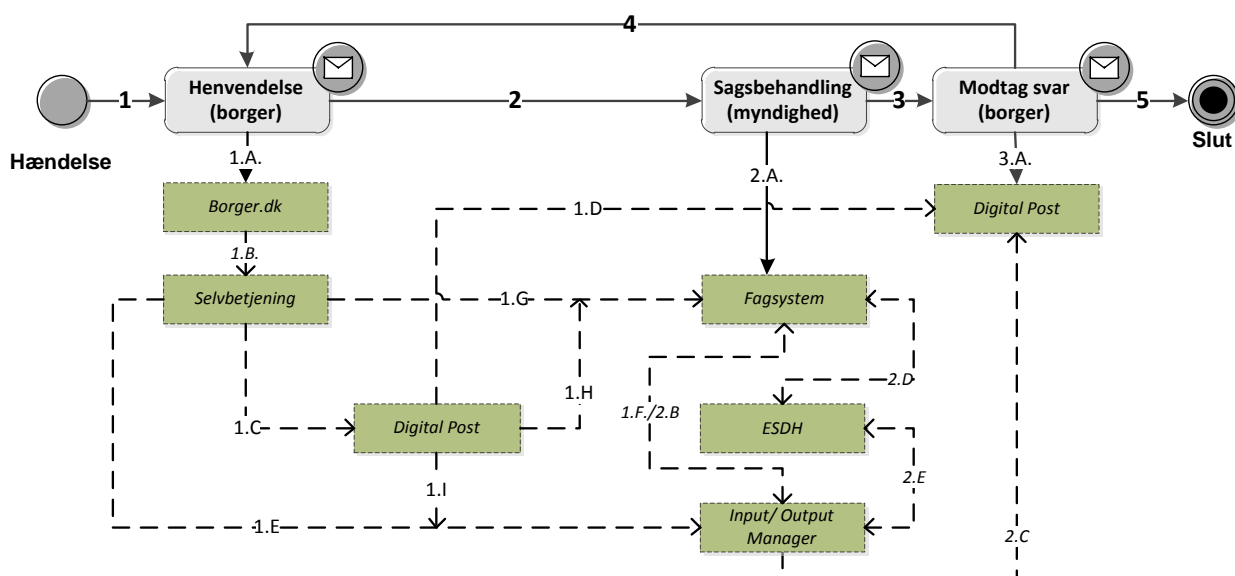 4
Henvendelse
(borger)
Sagsbehandling
(myndighed)
Modtag svar
(borger)
1
2
3
5
Hændelse
Slut
1.A.
2.A.
3.A.
Borger.dk
1.D
Digital Post
1.B.
Selvbetjening
1.G
Fagsystem
2.D
1.H
1.F./2.B
1.C
Digital Post
ESDH
2.E
1.I
1.E
Input/ Output
Manager
2.C